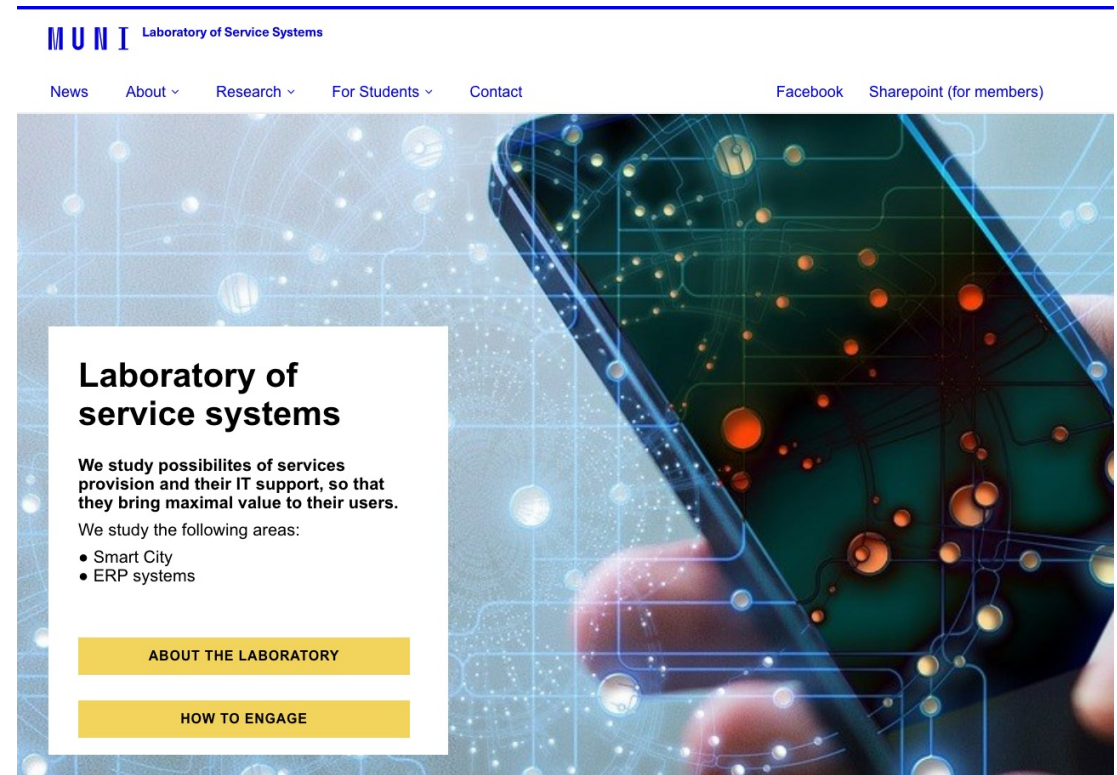 MUNI Laboratory of Service Systems
News About Research For Students Contact Facebook Sharepoint (for members)
Laboratory of
service systems
We study possibilites of services
provision and their IT support, so that
they bring maximal value to their users.
We study the following areas:
● Smart City
● ERP systems
ABOUT THE LABORATORY
HOW TO ENGAGE